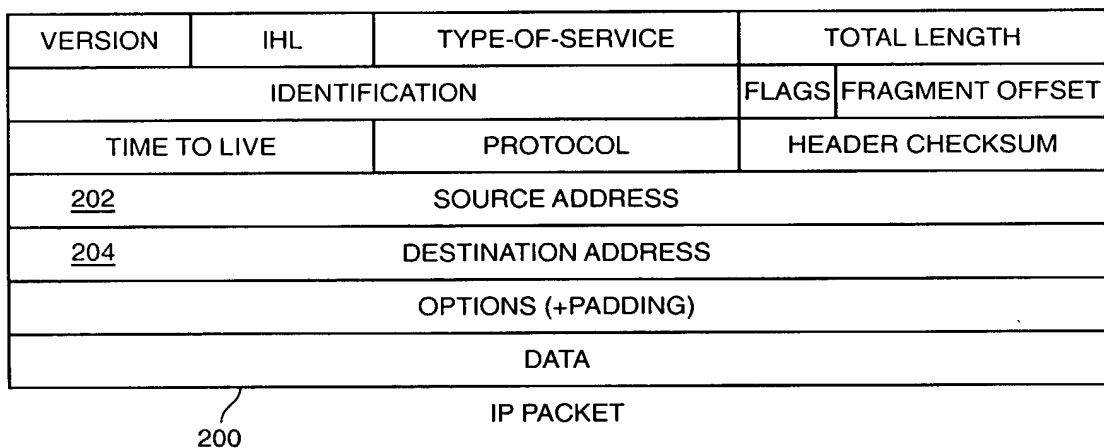 VERSION IHL TYPE-OF-SERVICE TOTAL LENGTH
IDENTIFICATION FLAGS FRAGMENT OFFSET
TIME TO LIVE PROTOCOL HEADER CHECKSUM
202 SOURCE ADDRESS
204 DESTINATION ADDRESS
OPTIONS (+PADDING)
DATA
IP PACKET
200